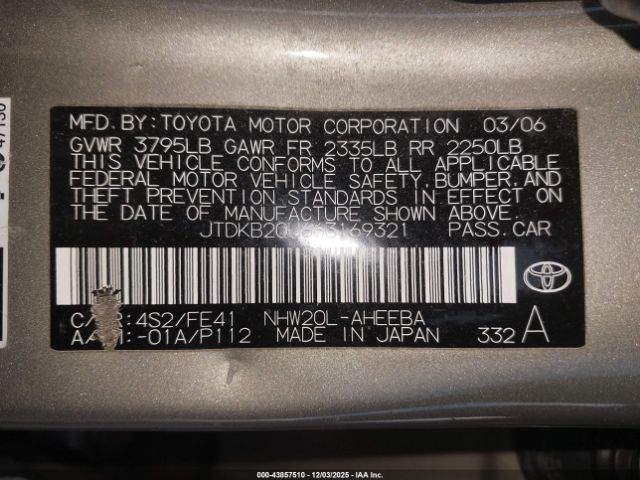 MFD.BY:TOYOTA MOTOR CORPORATION 03/06
GVWR 3795LB GAWR FR 2335LB RR 2250LB
THIS VEHICLE CONFORMS TO ALL APPLICABLE
FEDERAL MOTOR VEHICLE SAFETY, BUMPER, AND
THEFT PREVENTION STANDARDS IN EFFECT ON
THE DATE OF MANUFACTURE SHOWN ABOVE.
JTDKB20U663169321 PASS.CAR
4S2/FE41 NHW20L-AHEEBA
-01A/P112 MADE IN JAPAN 332 A
000-43857510 - 12/03/2025 - IAA Inc.